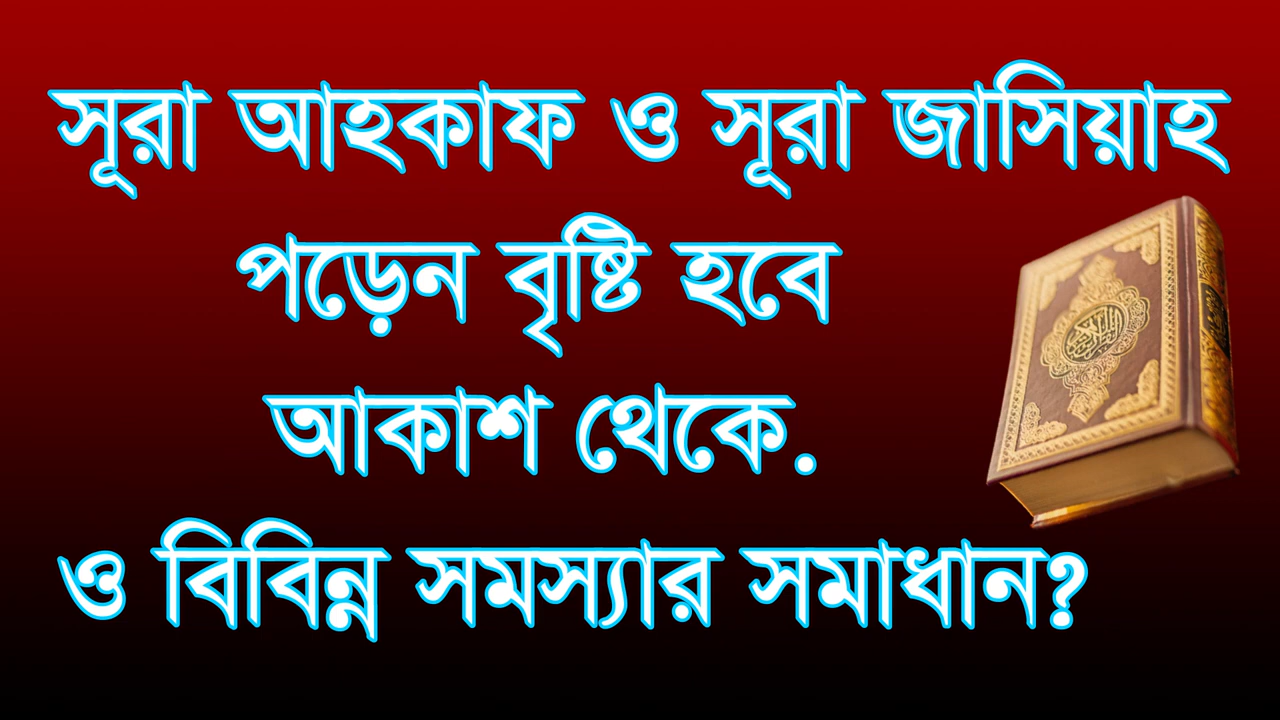 সূরা আহকাফ ও সূরা জাসিয়াহ
পড়েন বৃষ্টি হবে
আকাশ থেকে.
ও বিবিন্ন সমস্যার সমাধান?